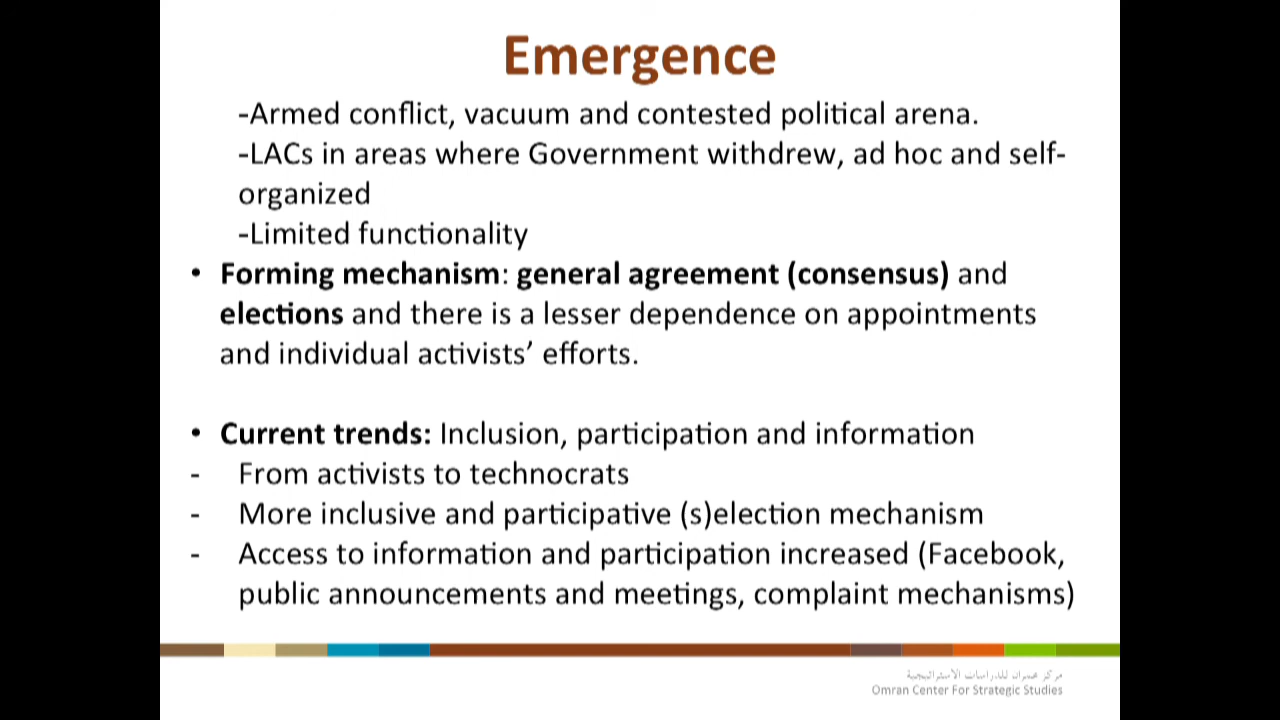 Emergence
-Armed conflict, vacuum and contested political arena.
-LACs in areas where Government withdrew, ad hoc and self-
organized
-Limited functionality
• Forming mechanism: general agreement (consensus) and
elections and there is a lesser dependence on appointments
and individual activists’ efforts.
• Current trends: Inclusion, participation and information
- From activists to technocrats
- More inclusive and participative (s)election mechanism
- Access to information and participation increased (Facebook,
public announcements and meetings, complaint mechanisms)
مركز عمران للدراسات الاستراتيجية
Omran Center For Strategic Studies